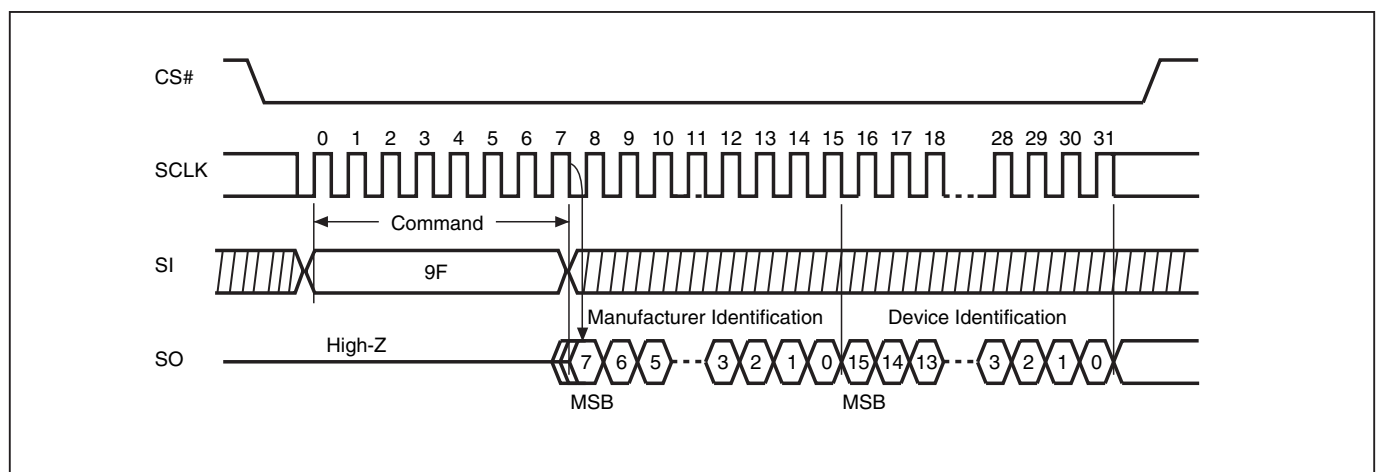 CS#
0 1 2 3 4 5 6 7 8 9 10 11 12 13 14 15 16 17 18 28 29 30 31
SCLK
Command
SI
9F
Manufacturer Identification Device Identification
High-Z
SO
7 6 5 3 2 1 0 15 14 13 3 2 1 0
MSB MSB